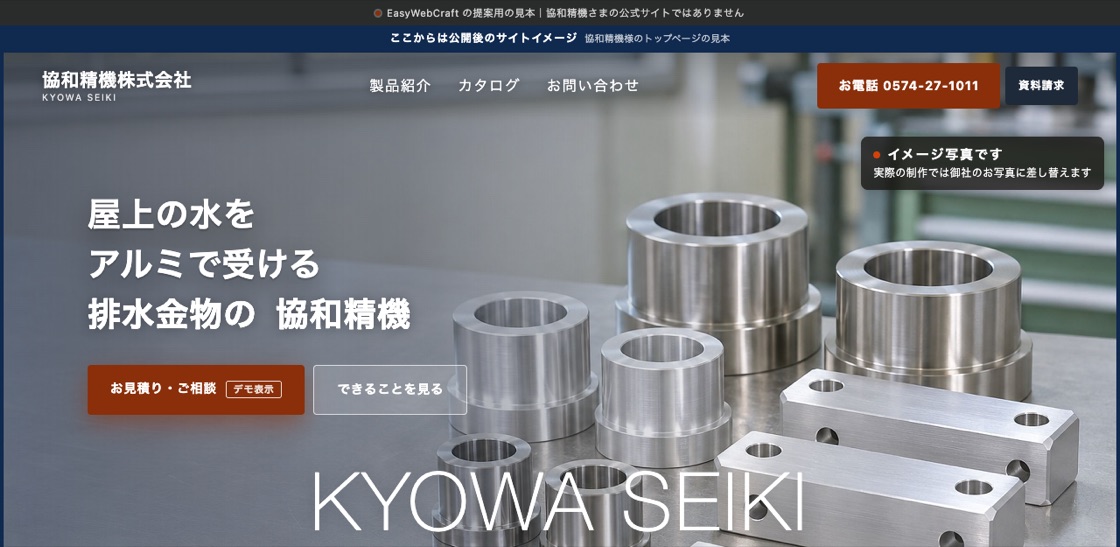 EasyWebCraft の提案用の見本｜協和精機さまの公式サイトではありません
ここからは公開後のサイトイメージ 協和精機様のトップページの見本
協和精機株式会社
KYOWA SEIKI
製品紹介 カタログ お問い合わせ
お電話 0574-27-1011
資料請求
イメージ写真です
実際の制作では御社のお写真に差し替えます
屋上の水を
アルミで受ける
排水金物の 協和精機
お見積り・ご相談 デモ表示
できることを見る
KYOWA SEIKI